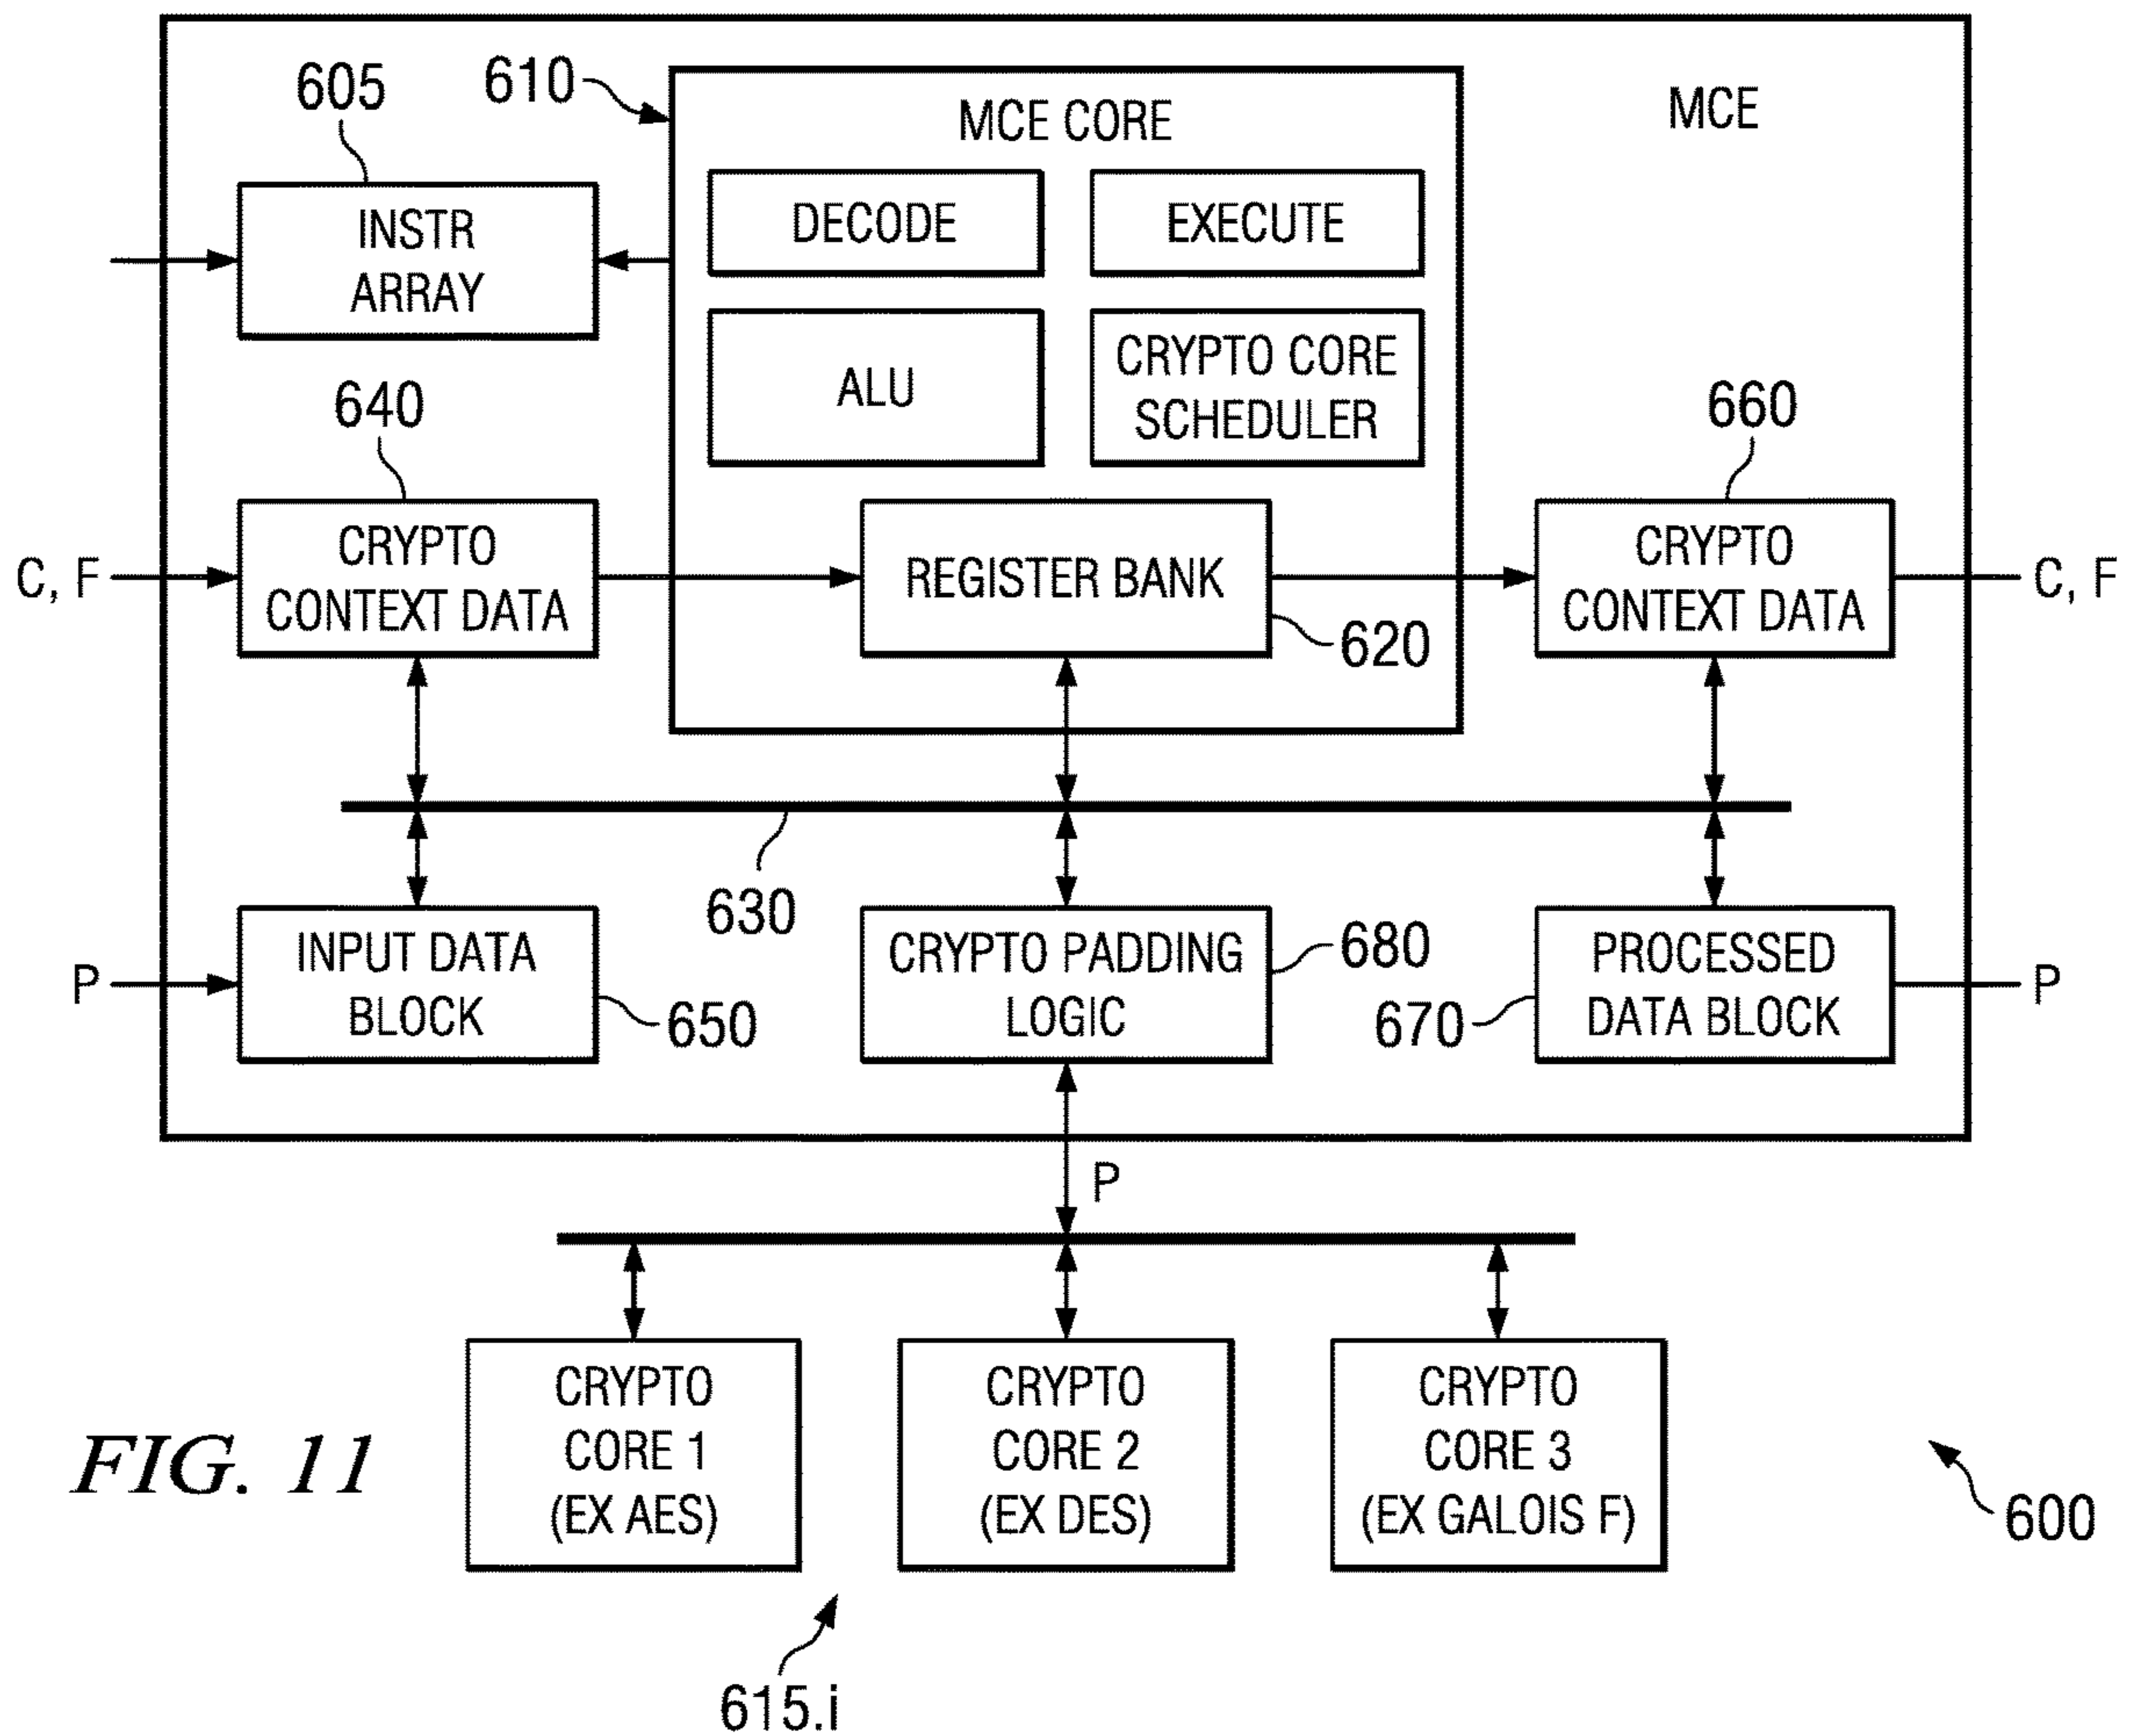 605
610
MCE CORE
MCE
INSTR
ARRAY
DECODE
EXECUTE
ALU
CRYPTO CORE
SCHEDULER
640
660
C, F
CRYPTO
CONTEXT DATA
REGISTER BANK
620
CRYPTO
CONTEXT DATA
C, F
630
P
INPUT DATA
BLOCK
650
CRYPTO PADDING
LOGIC
680
670
PROCESSED
DATA BLOCK
P
P
CRYPTO
CORE 1
(EX AES)
CRYPTO
CORE 2
(EX DES)
CRYPTO
CORE 3
(EX GALOIS F)
FIG. 11
600
615.i